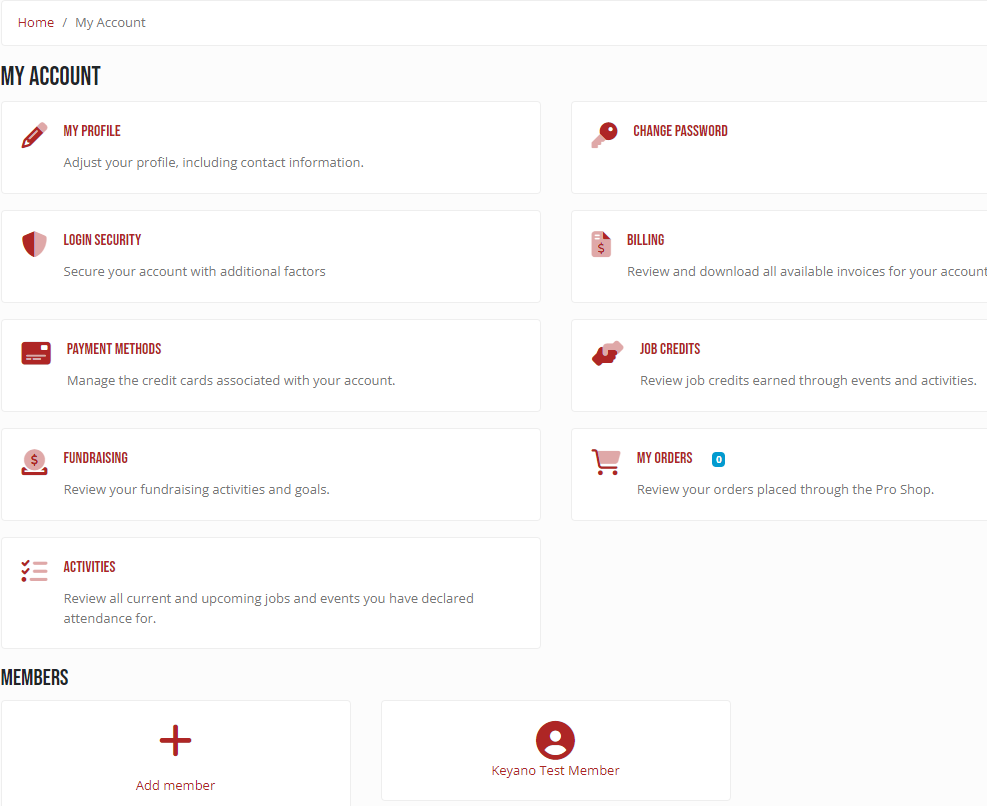 Home / My Account
MY ACCOUNT
MY PROFILE
Adjust your profile, including contact information.
CHANGE PASSWORD
LOGIN SECURITY
Secure your account with additional factors
BILLING
$
Review and download all available invoices for your account
PAYMENT METHODS
Manage the credit cards associated with your account.
JOB CREDITS
Review job credits earned through events and activities.
FUNDRAISING
$
Review your fundraising activities and goals.
MY ORDERS 0
Review your orders placed through the Pro Shop.
ACTIVITIES
Review all current and upcoming jobs and events you have declared
attendance for.
MEMBERS
Add member
Keyano Test Member